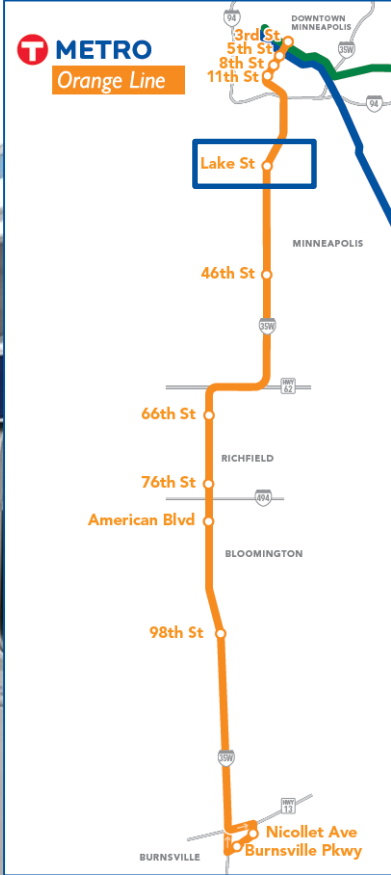 T METRO
Orange Line
94
DOWNTOWN
MINNEAPOLIS
3rd St
5th St
35W
8th St
11th St
94
Lake St
MINNEAPOLIS
46th St
35W
HWY
62
66th St
RICHFIELD
76th St
494
American Blvd
BLOOMINGTON
98th St
35W
HWY
13
Nicollet Ave
Burnsville Pkwy
BURNSVILLE